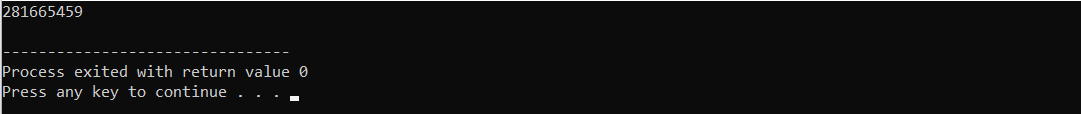 281665459
--------------------------------
Process exited with return value 0
Press any key to continue . . .